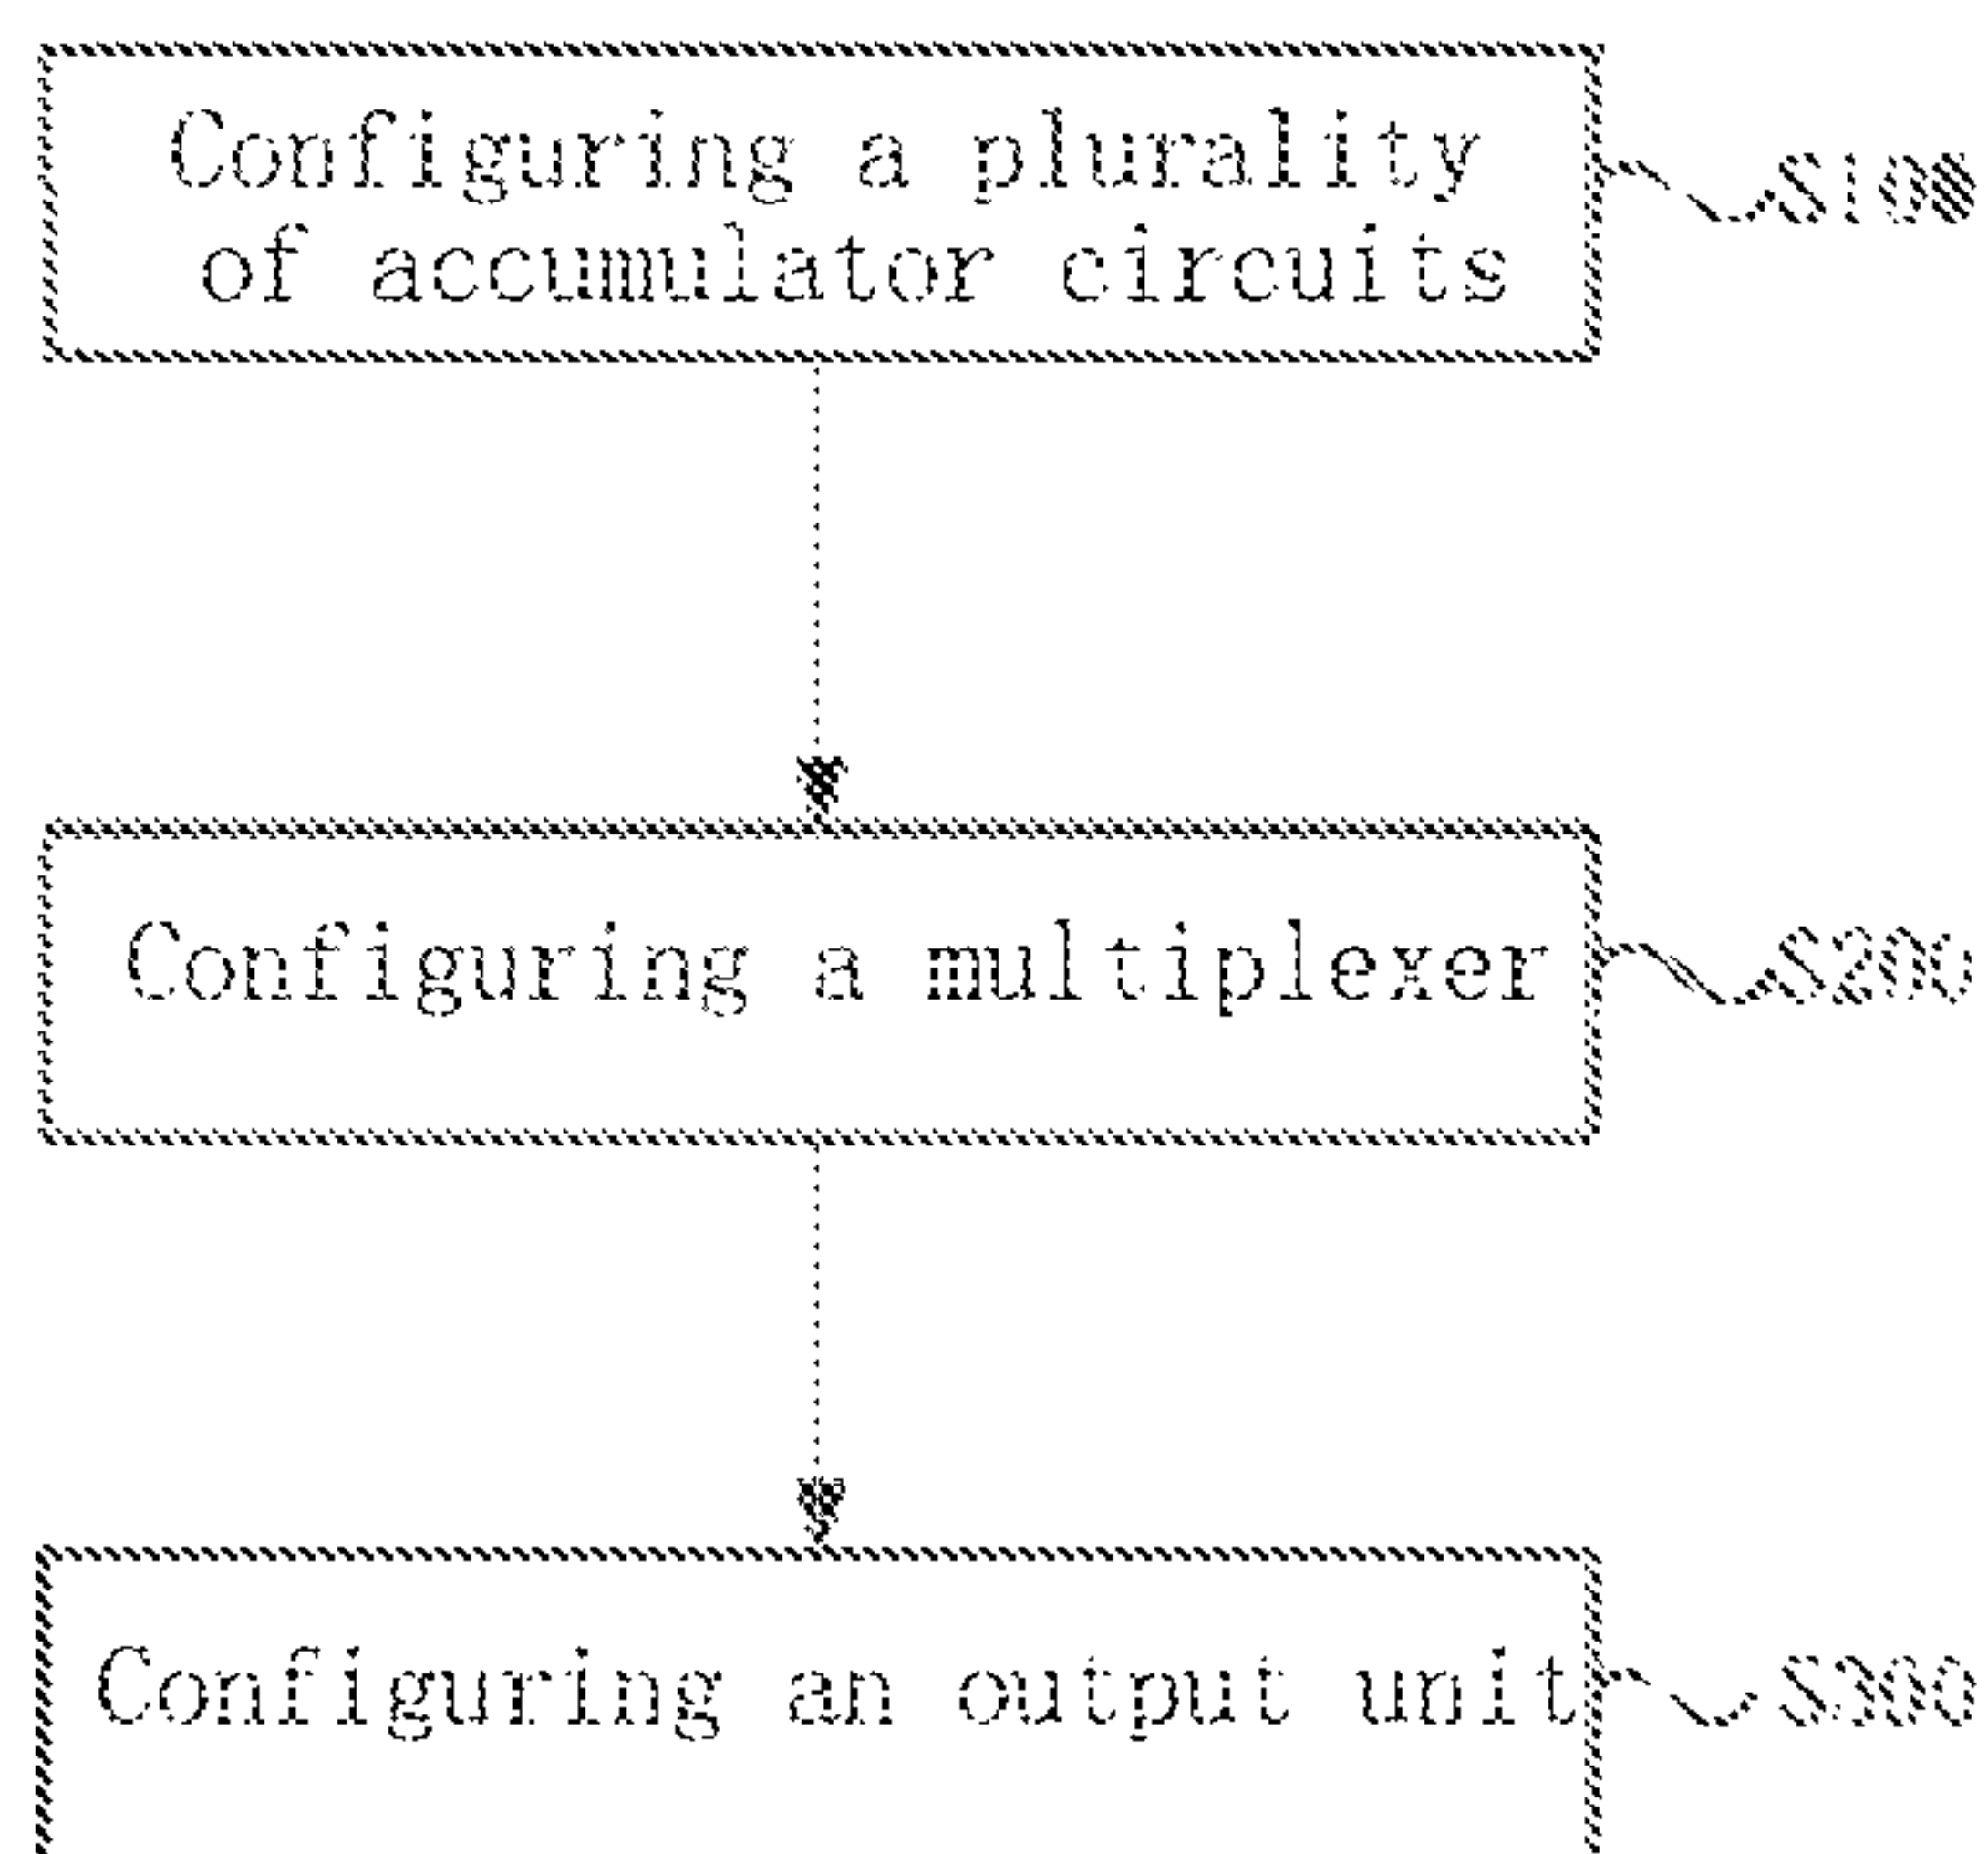 Configuring a plurality
of accumulator circuits
S100
Configuring a multiplexer
S200
Configuring an output unit
S300